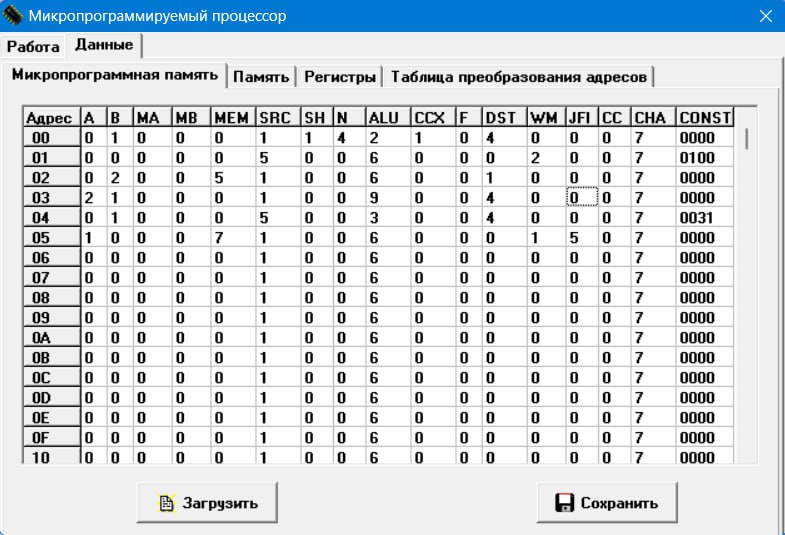 Микропрограммируемый процессор
Работа Данные
Микропрограммная память Память Регистры Таблица преобразования адресов
Адрес A B MA MB MEM SRC SH N ALU CCX F DST WM JFI CC CHA CONST
00 0 1 0 0 0 1 1 4 2 1 0 4 0 0 0 7 0000
01 0 0 0 0 0 5 0 0 6 0 0 0 2 0 0 7 0100
02 0 2 0 0 5 1 0 0 6 0 0 1 0 0 0 7 0000
03 2 1 0 0 0 1 0 0 9 0 0 4 0 0 0 7 0000
04 0 1 0 0 0 5 0 0 3 0 0 4 0 0 0 7 0031
05 1 0 0 0 7 1 0 0 6 0 0 0 1 5 0 7 0000
06 0 0 0 0 0 1 0 0 6 0 0 0 0 0 0 7 0000
07 0 0 0 0 0 1 0 0 6 0 0 0 0 0 0 7 0000
08 0 0 0 0 0 1 0 0 6 0 0 0 0 0 0 7 0000
09 0 0 0 0 0 1 0 0 6 0 0 0 0 0 0 7 0000
0A 0 0 0 0 0 1 0 0 6 0 0 0 0 0 0 7 0000
0B 0 0 0 0 0 1 0 0 6 0 0 0 0 0 0 7 0000
0C 0 0 0 0 0 1 0 0 6 0 0 0 0 0 0 7 0000
0D 0 0 0 0 0 1 0 0 6 0 0 0 0 0 0 7 0000
0E 0 0 0 0 0 1 0 0 6 0 0 0 0 0 0 7 0000
0F 0 0 0 0 0 1 0 0 6 0 0 0 0 0 0 7 0000
10 0 0 0 0 0 1 0 0 6 0 0 0 0 0 0 7 0000
Загрузить Сохранить